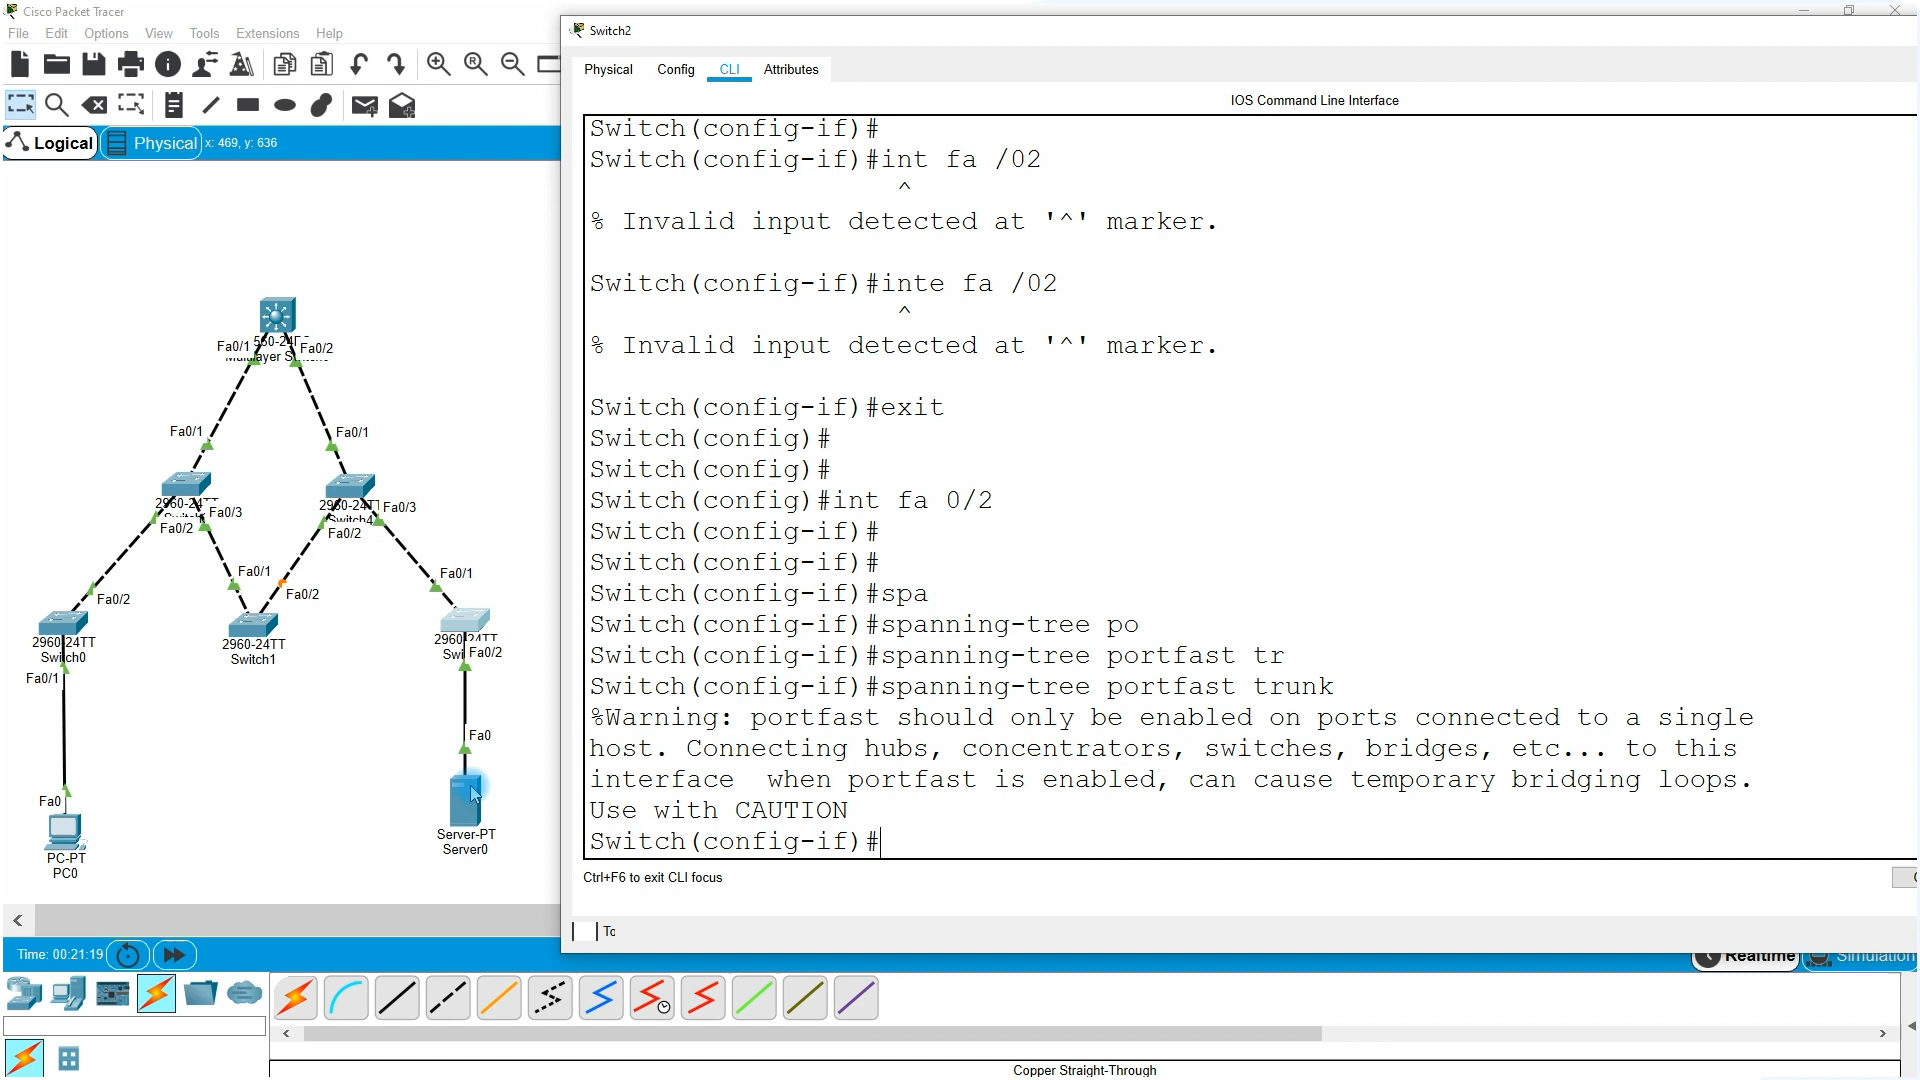 Cisco Packet Tracer
File Edit Options View Tools Extensions Help
Logical Physical x: 469, y: 636
Fa0/1
Fa0/2
Fa0/1
Fa0/1
Fa0/3
Fa0/2
Fa0/3
Switch4
Fa0/2
Fa0/1
Fa0/1
Fa0/2
Fa0/2
2960-24TT
Switch0
2960-24TT
Switch1
Fa0/2
Fa0/1
Fa0
Fa0
PC-PT
PC0
Server-PT
Server0
Time: 00:21:19
Switch2
Physical Config CLI Attributes
IOS Command Line Interface
Switch(config-if)#
Switch(config-if)#int fa /02
^
% Invalid input detected at '^' marker.
Switch(config-if)#inte fa /02
^
% Invalid input detected at '^' marker.
Switch(config-if)#exit
Switch(config)#
Switch(config)#
Switch(config)#int fa 0/2
Switch(config-if)#
Switch(config-if)#
Switch(config-if)#spa
Switch(config-if)#spanning-tree po
Switch(config-if)#spanning-tree portfast tr
Switch(config-if)#spanning-tree portfast trunk
%Warning: portfast should only be enabled on ports connected to a single
host. Connecting hubs, concentrators, switches, bridges, etc... to this
interface  when portfast is enabled, can cause temporary bridging loops.
Use with CAUTION
Switch(config-if)#
Ctrl+F6 to exit CLI focus
To
Realtime Simulation
Copper Straight-Through